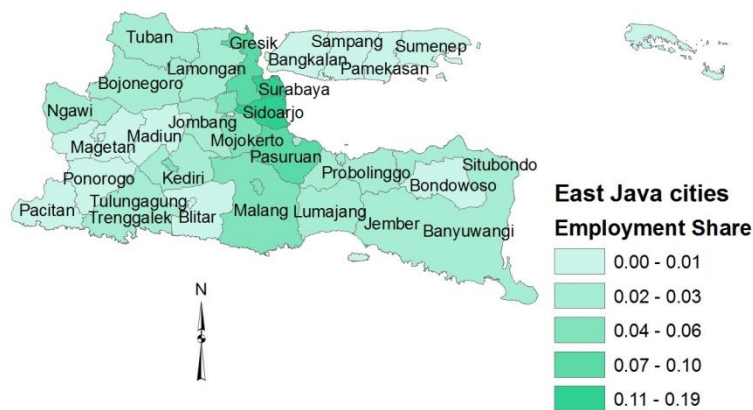 Tuban
Gresik
Sampang
Sumenep
Lamongan
Bangkalan
Pamekasan
Bojonegoro
Surabaya
Ngawi
Sidoarjo
Jombang
Madiun
Mojokerto
Magetan
Pasuruan
Situbondo
Probolinggo
Ponorogo
Kediri
Bondowoso
Tulungagung
Pacitan
Trenggalek
Blitar
Malang
Lumajang
Jember
Banyuwangi
East Java cities
Employment Share
0.00 - 0.01
0.02 - 0.03
0.04 - 0.06
0.07 - 0.10
0.11 - 0.19
N